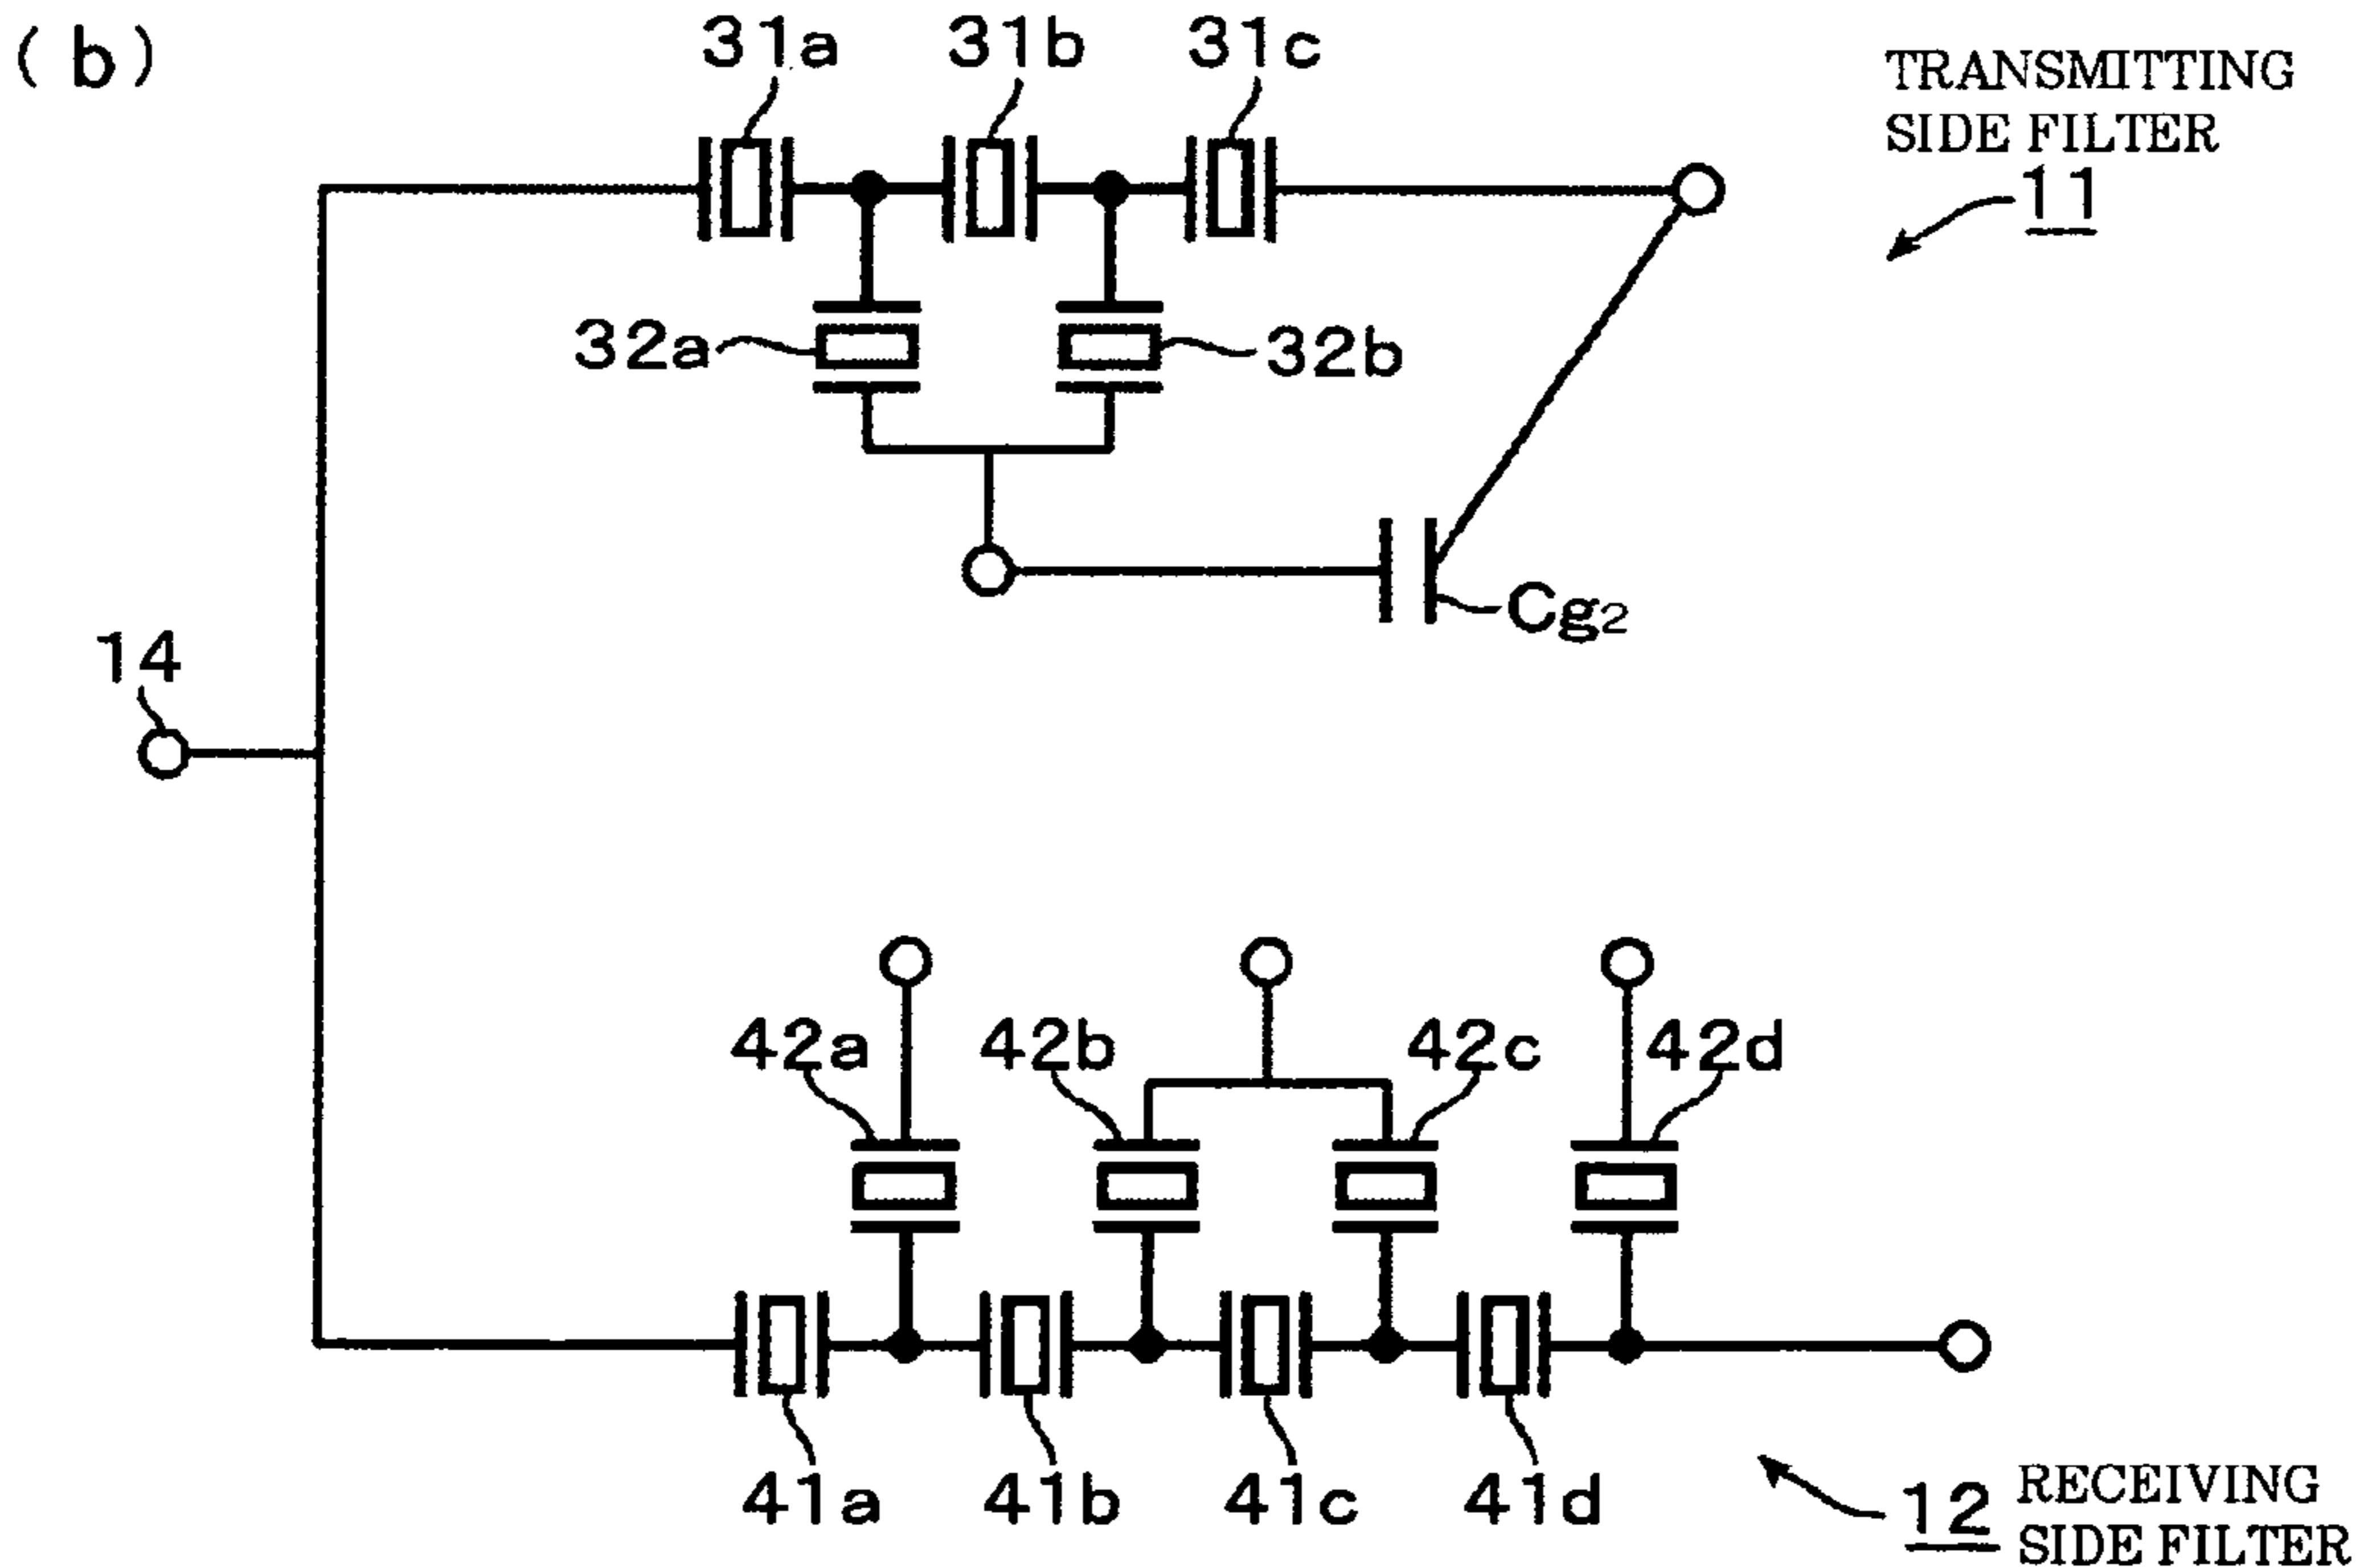 (b)
31a 31b 31c
TRANSMITTING
SIDE FILTER
11
32a 32b
Cg2
14
42a 42b 42c 42d
41a 41b 41c 41d
12 RECEIVING
SIDE FILTER